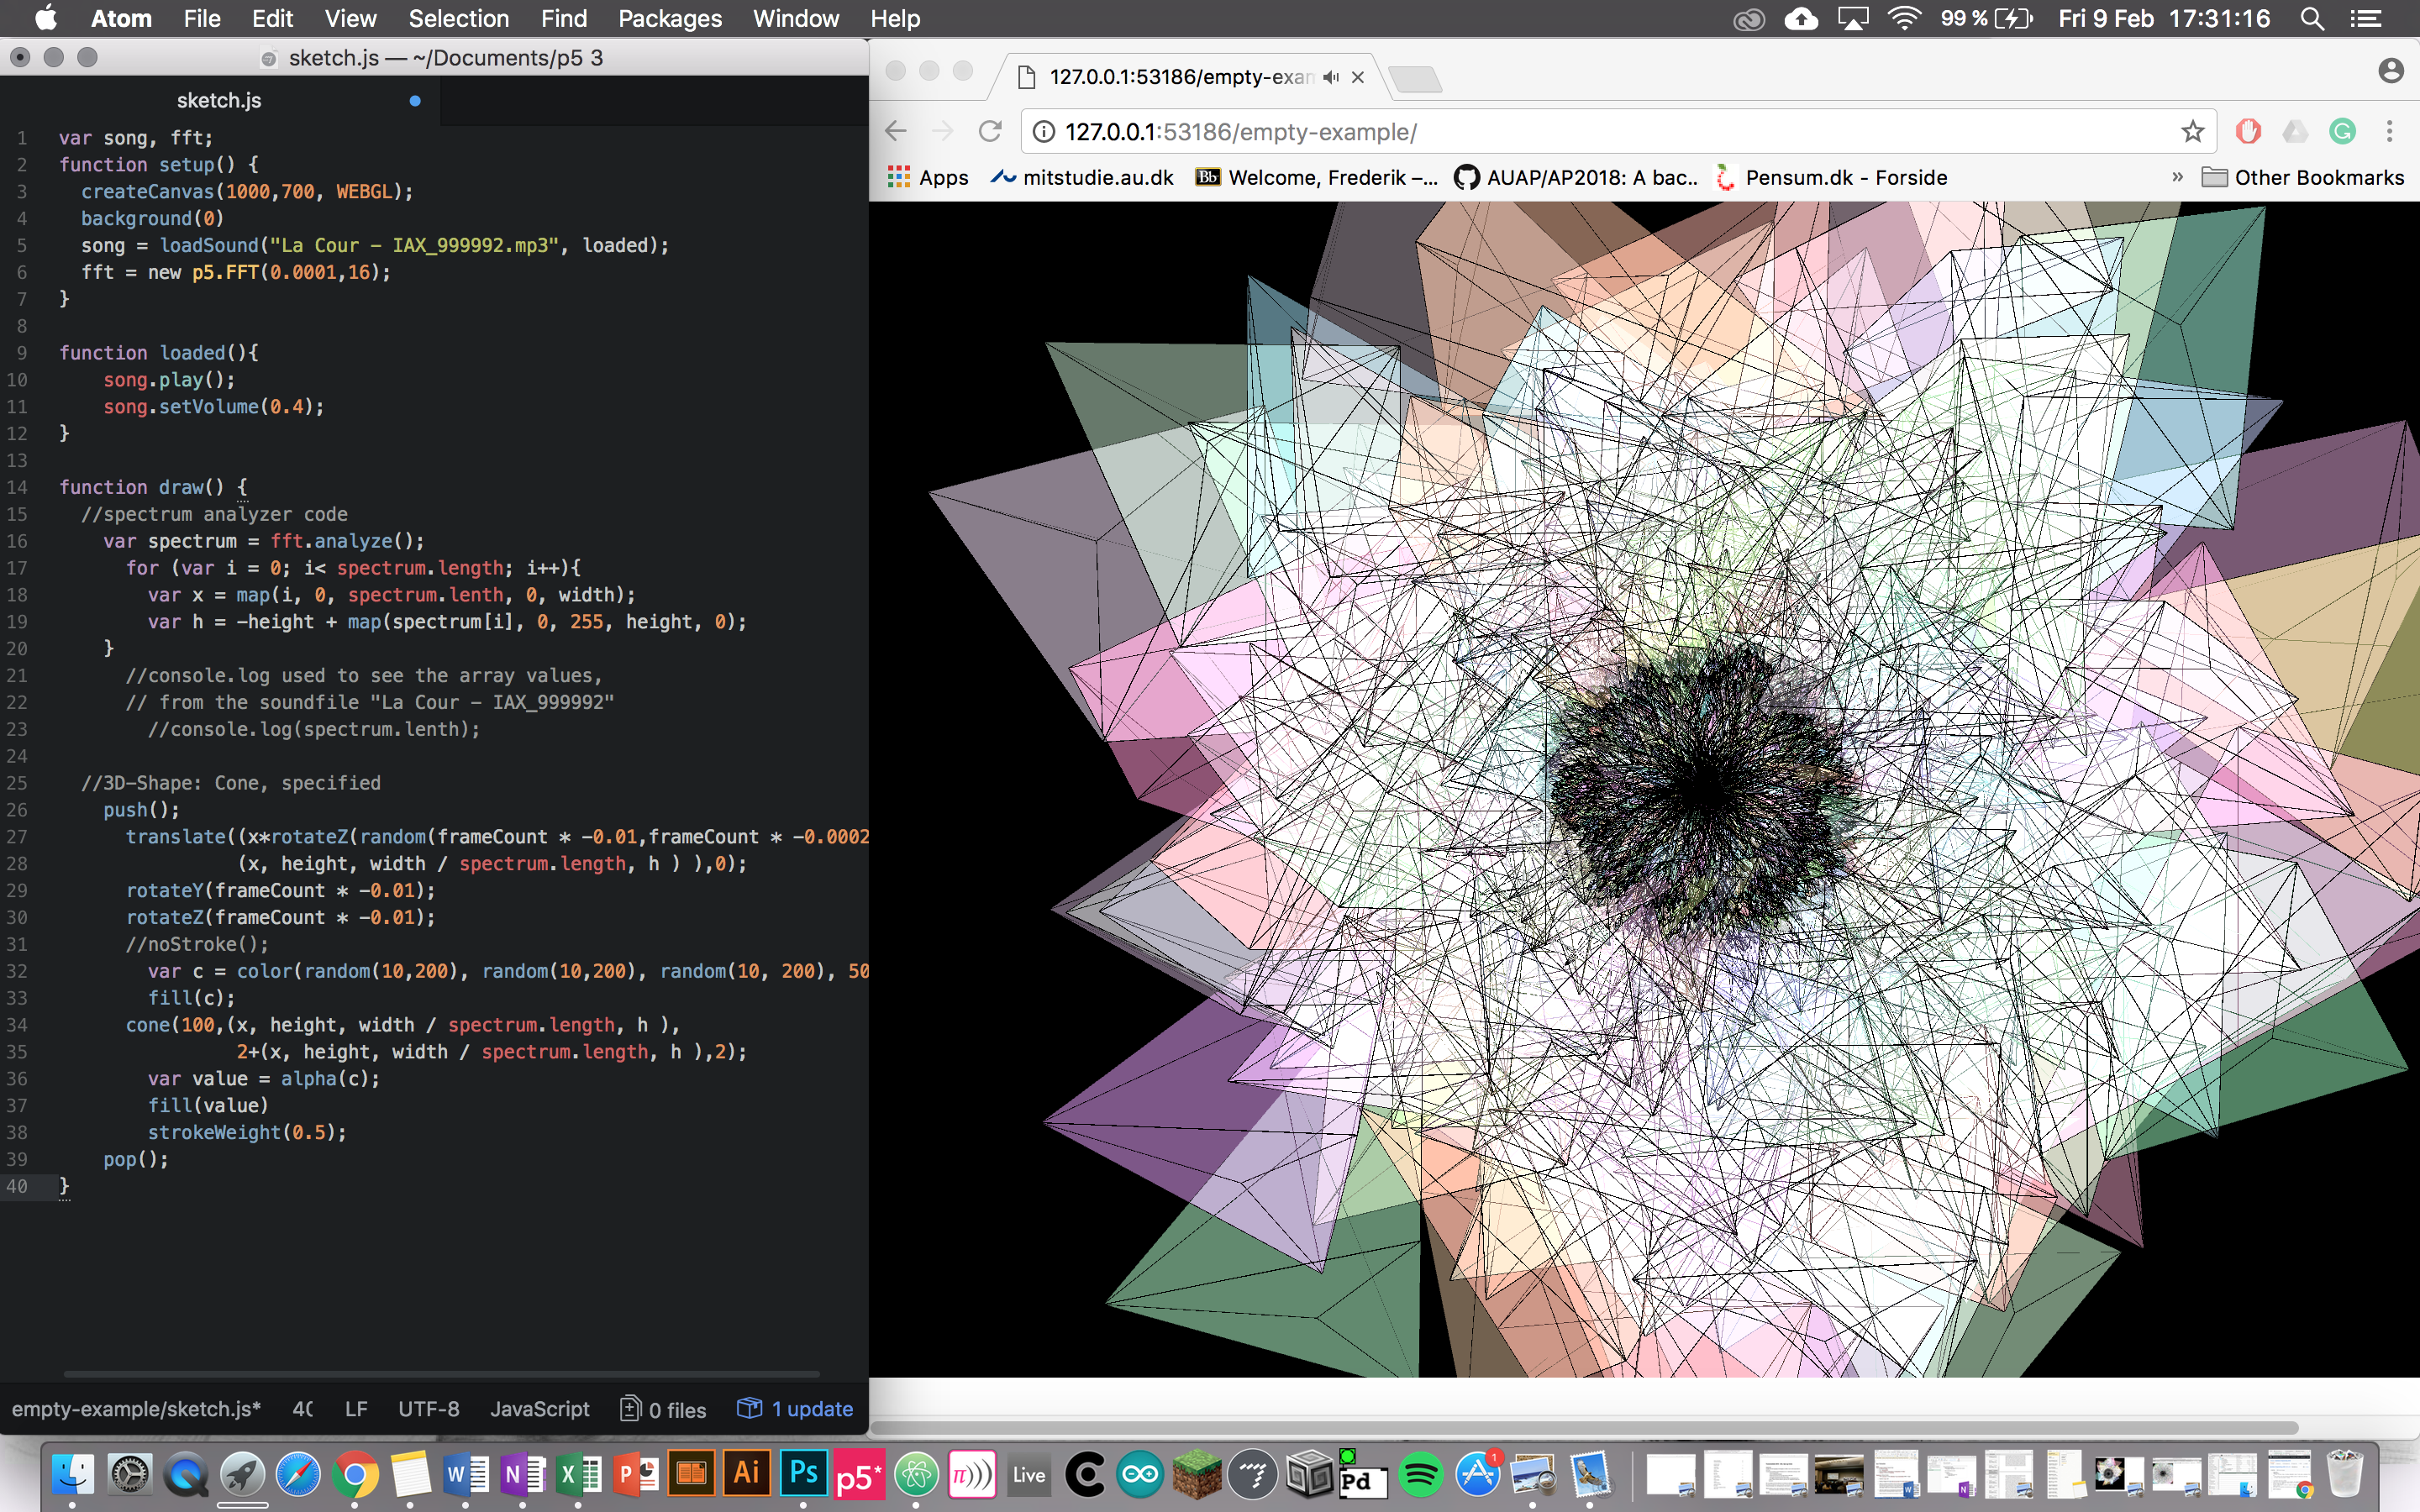 Atom File Edit View Selection Find Packages Window Help 99 % Fri 9 Feb 17:31:16
sketch.js — ~/Documents/p5 3
sketch.js
1 var song, fft;
2 function setup() {
3 createCanvas(1000,700, WEBGL);
4 background(0)
5 song = loadSound("La Cour - IAX_999992.mp3", loaded);
6 fft = new p5.FFT(0.0001,16);
7 }
8
9 function loaded(){
10 song.play();
11 song.setVolume(0.4);
12 }
13
14 function draw() {
15 //spectrum analyzer code
16 var spectrum = fft.analyze();
17 for (var i = 0; i< spectrum.length; i++){
18 var x = map(i, 0, spectrum.lenth, 0, width);
19 var h = -height + map(spectrum[i], 0, 255, height, 0);
20 }
21 //console.log used to see the array values,
22 // from the soundfile "La Cour - IAX_999992"
23 //console.log(spectrum.lenth);
24
25 //3D-Shape: Cone, specified
26 push();
27 translate((x*rotateZ(random(frameCount * -0.01,frameCount * -0.0002
28 (x, height, width / spectrum.length, h ) ),0);
29 rotateY(frameCount * -0.01);
30 rotateZ(frameCount * -0.01);
31 //noStroke();
32 var c = color(random(10,200), random(10,200), random(10, 200), 50
33 fill(c);
34 cone(100,(x, height, width / spectrum.length, h ),
35 2+(x, height, width / spectrum.length, h ),2);
36 var value = alpha(c);
37 fill(value)
38 strokeWeight(0.5);
39 pop();
40 }
empty-example/sketch.js* 40 LF UTF-8 JavaScript 0 files 1 update
127.0.0.1:53186/empty-exam
127.0.0.1:53186/empty-example/
Apps mitstudie.au.dk Bb Welcome, Frederik –... AUAP/AP2018: A bac.. Pensum.dk - Forside » Other Bookmarks
W N X P Ai Ps p5* π))) Live Pd 1